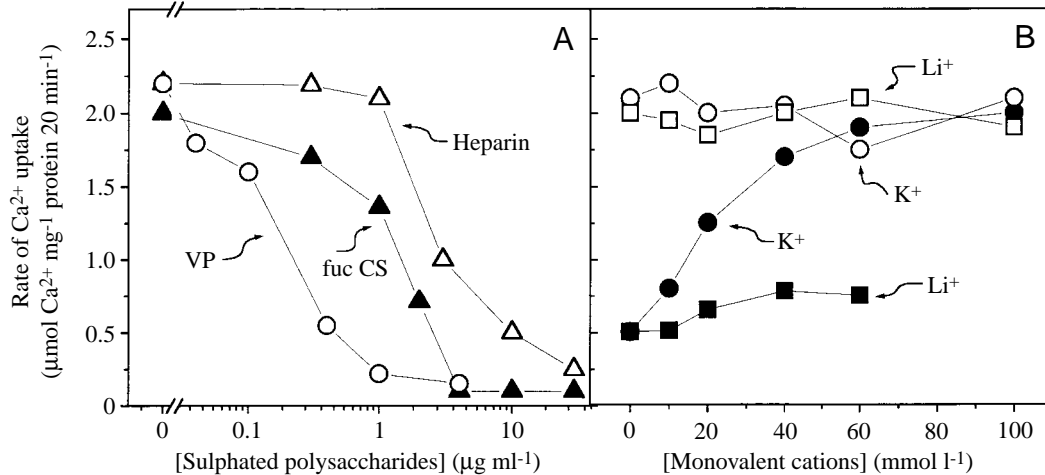 Rate of Ca²⁺ uptake
(µmol Ca²⁺ mg⁻¹ protein 20 min⁻¹)
A
2.5
2.0
1.5
1.0
0.5
0
Heparin
VP
fuc CS
0
0.1
1
10
[Sulphated polysaccharides] (µg ml⁻¹)
B
Li⁺
K⁺
K⁺
Li⁺
0
20
40
60
80
100
[Monovalent cations] (mmol l⁻¹)